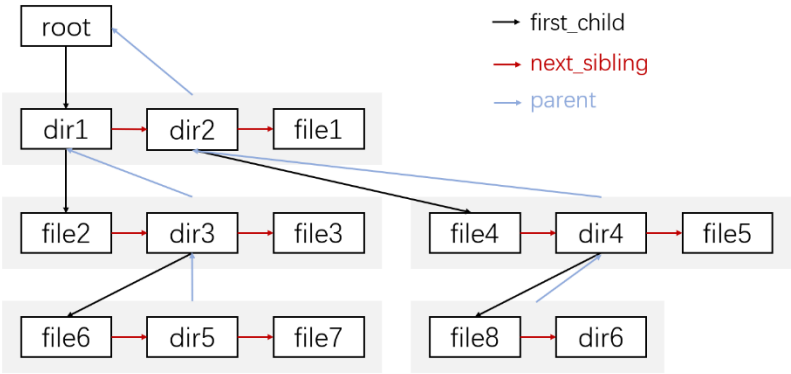 root
first_child
next_sibling
parent
dir1 dir2 file1
file2 dir3 file3 file4 dir4 file5
file6 dir5 file7 file8 dir6